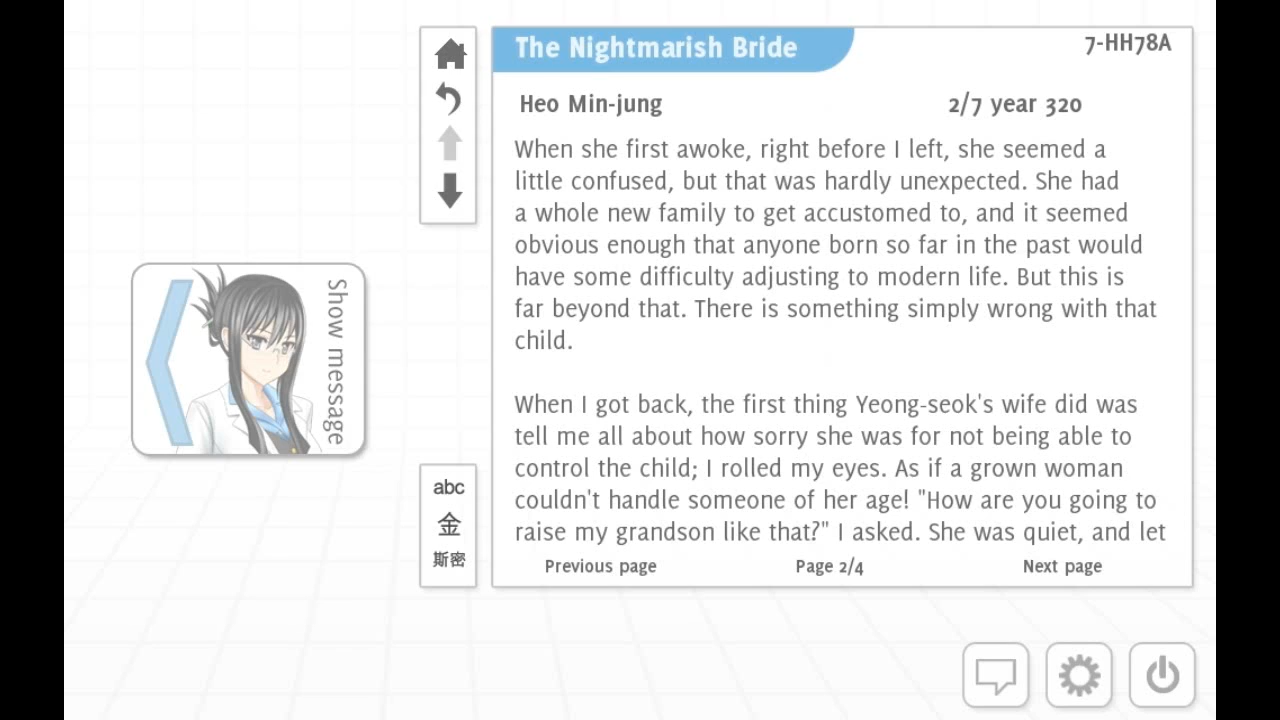 The Nightmarish Bride
7-HH78A
Heo Min-jung
2/7 year 320
When she first awoke, right before I left, she seemed a
little confused, but that was hardly unexpected. She had
a whole new family to get accustomed to, and it seemed
obvious enough that anyone born so far in the past would
have some difficulty adjusting to modern life. But this is
far beyond that. There is something simply wrong with that
child.
When I got back, the first thing Yeong-seok's wife did was
tell me all about how sorry she was for not being able to
control the child; I rolled my eyes. As if a grown woman
couldn't handle someone of her age! "How are you going to
raise my grandson like that?" I asked. She was quiet, and let
Previous page
Page 2/4
Next page
Show message
abc
金
斯密